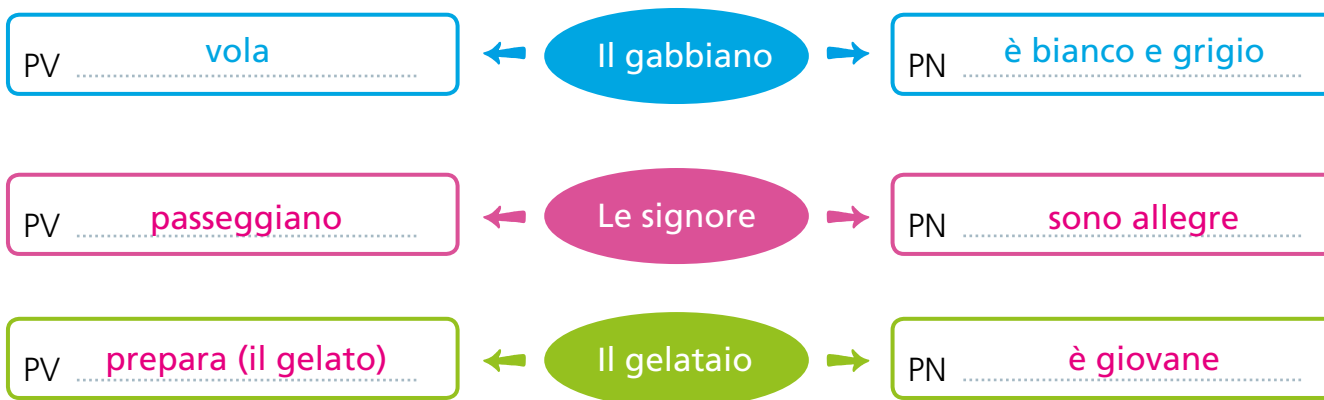 PV vola Il gabbiano PN è bianco e grigio
PV passeggiano Le signore PN sono allegre
PV prepara (il gelato) Il gelataio PN è giovane